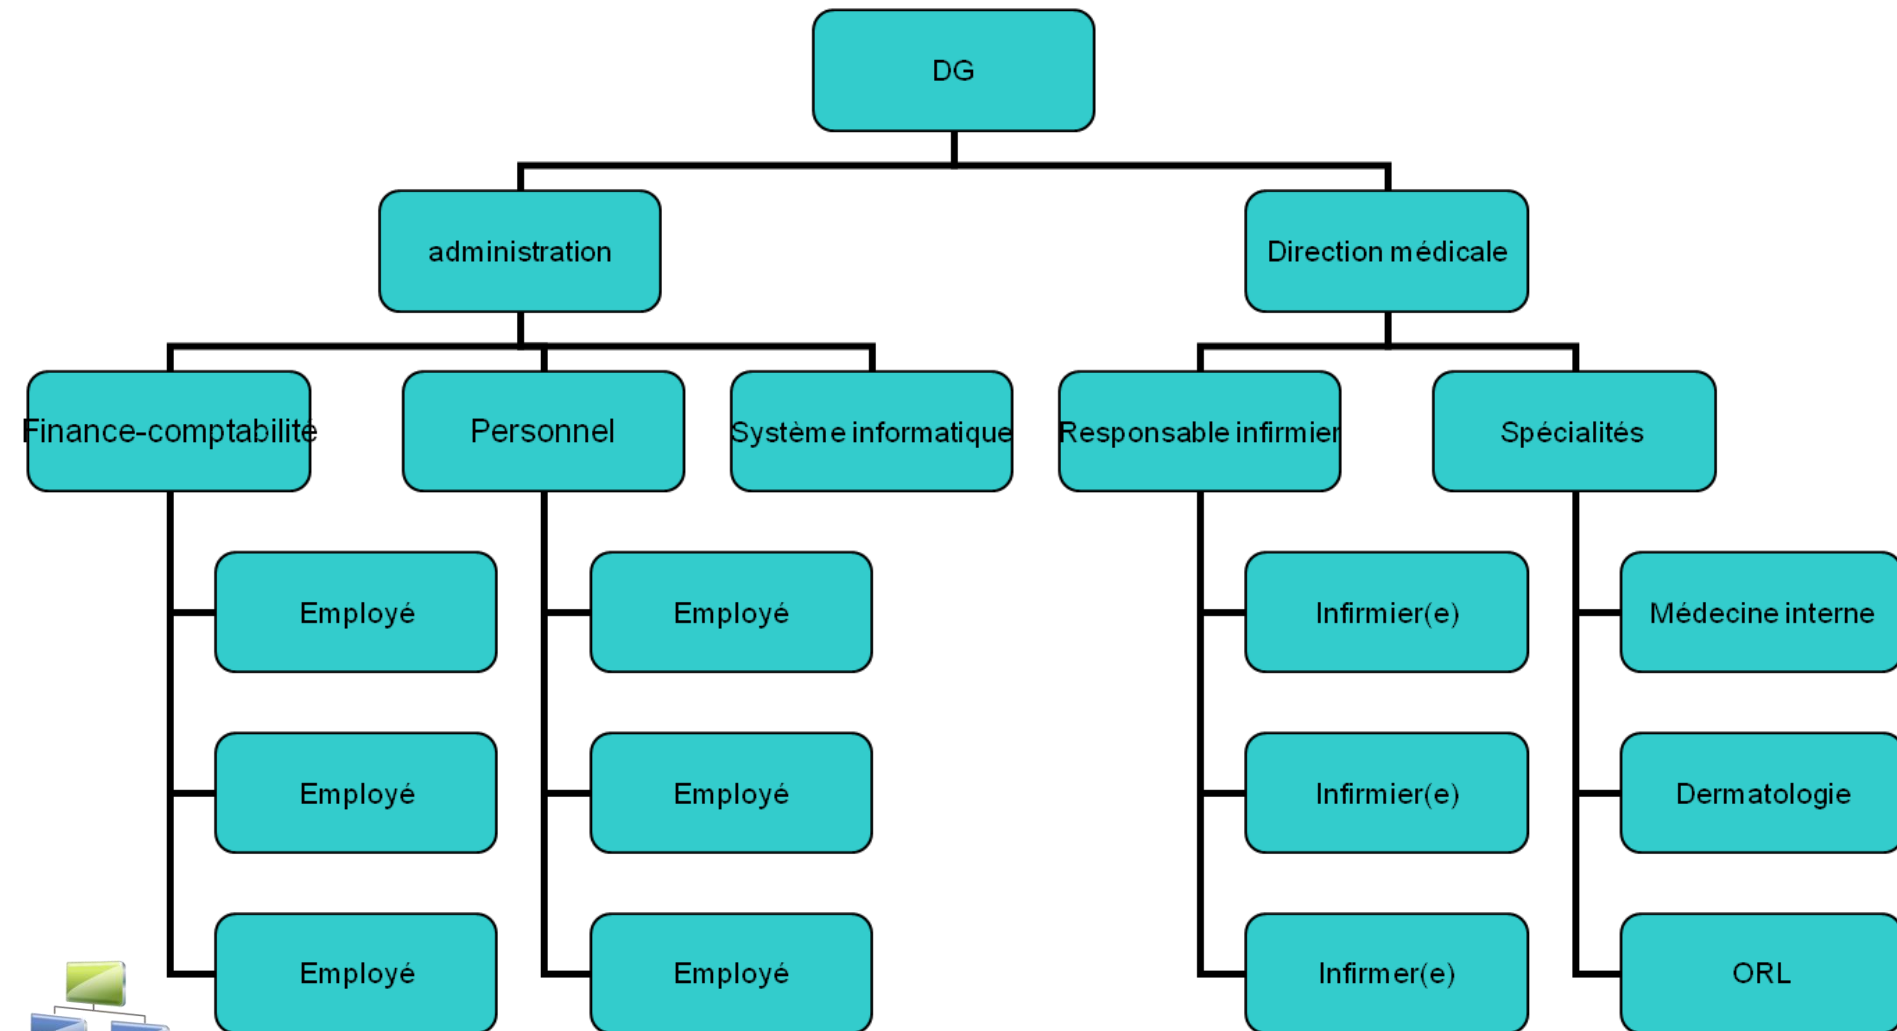 DG
administration
Direction médicale
Finance-comptabilité
Personnel
Système informatique
Responsable infirmier
Spécialités
Employé
Employé
Infirmier(e)
Médecine interne
Employé
Employé
Infirmier(e)
Dermatologie
Employé
Employé
Infirmer(e)
ORL